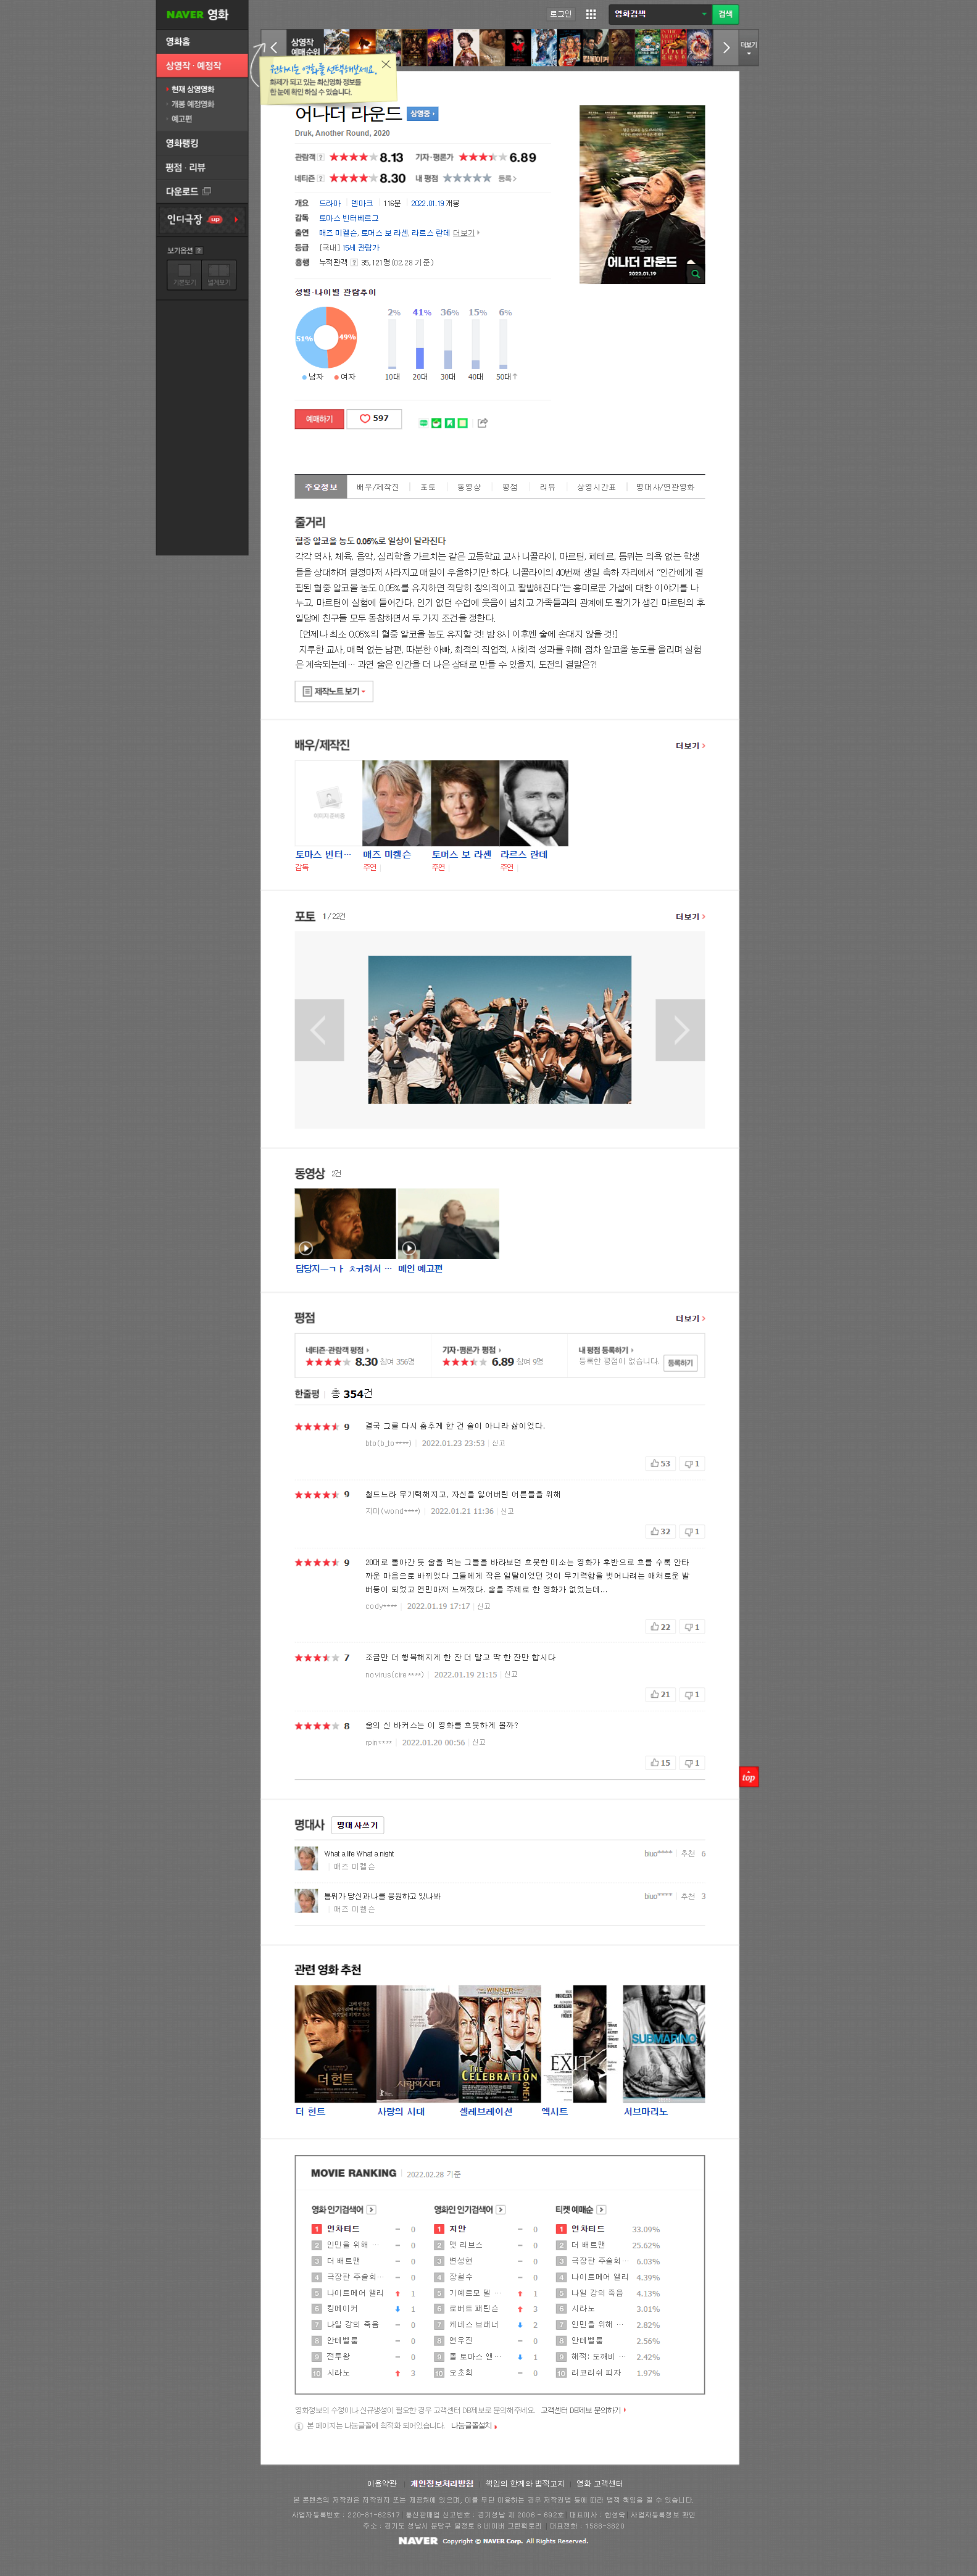 NAVER 영화
로그인
영화검색
검색
영화홈
상영작 · 예정작
현재 상영영화
개봉 예정영화
예고편
영화랭킹
평점 · 리뷰
다운로드
인디극장 up
보기옵션
기본보기 넓게보기
상영작
예매순위
더보기
원하시는 영화를 선택해보세요.
화제가 되고 있는 최신영화 정보를
한 눈에 확인 하실 수 있습니다.
어나더 라운드 상영중
Druk, Another Round, 2020
관람객 8.13 기자·평론가 6.89
네티즌 8.30 내 평점 등록
개요 드라마 덴마크 116분 2022.01.19 개봉
감독 토마스 빈터베르그
출연 매즈 미켈슨, 토머스 보 라센, 라르스 란데 더보기
등급 [국내] 15세 관람가
흥행 누적관객 35,121명(02.28 기준)
어나더 라운드
2022.01.19
성별·나이별 관람추이
51% 49%
남자 여자
2% 41% 36% 15% 6%
10대 20대 30대 40대 50대↑
예매하기
597
주요정보 배우/제작진 포토 동영상 평점 리뷰 상영시간표 명대사/연관영화
줄거리
혈중 알코올 농도 0.05%로 일상이 달라진다
각각 역사, 체육, 음악, 심리학을 가르치는 같은 고등학교 교사 니콜라이, 마르틴, 페테르, 톰뮈는 의욕 없는 학생
들을 상대하며 열정마저 사라지고 매일이 우울하기만 하다. 니콜라이의 40번째 생일 축하 자리에서 “인간에게 결
핍된 혈중 알코올 농도 0.05%를 유지하면 적당히 창의적이고 활발해진다”는 흥미로운 가설에 대한 이야기를 나
누고, 마르틴이 실험에 들어간다. 인기 없던 수업에 웃음이 넘치고 가족들과의 관계에도 활기가 생긴 마르틴의 후
일담에 친구들 모두 동참하면서 두 가지 조건을 정한다.
[언제나 최소 0.05%의 혈중 알코올 농도 유지할 것! 밤 8시 이후엔 술에 손대지 않을 것!]
지루한 교사, 매력 없는 남편, 따분한 아빠, 최적의 직업적, 사회적 성과를 위해 점차 알코올 농도를 올리며 실험
은 계속되는데… 과연 술은 인간을 더 나은 상태로 만들 수 있을지, 도전의 결말은?!
제작노트 보기
배우/제작진
더보기
이미지 준비중
토마스 빈터… 매즈 미켈슨 토머스 보 라센 라르스 란데
감독 주연 주연 주연
포토 1 / 22건
더보기
동영상 2건
메인 예고편
평점
더보기
네티즌·관람객 평점
8.30 참여 356명
기자·평론가 평점
6.89 참여 9명
내 평점 등록하기
등록한 평점이 없습니다. 등록하기
한줄평 총 354건
9 결국 그를 다시 춤추게 한 건 술이 아니라 삶이었다.
bto(b_to****) 2022.01.23 23:53 신고
53 1
9 철드느라 무기력해지고, 자신을 잃어버린 어른들을 위해
지미(wond****) 2022.01.21 11:36 신고
32 1
9 20대로 돌아간 듯 술을 먹는 그들을 바라보던 흐뭇한 미소는 영화가 후반으로 흐를 수록 안타
까운 마음으로 바뀌었다 그들에게 작은 일탈이었던 것이 무기력함을 벗어나려는 애처로운 발
버둥이 되었고 연민마저 느껴졌다. 술을 주제로 한 영화가 없었는데...
cody**** 2022.01.19 17:17 신고
22 1
7 조금만 더 행복해지게 한 잔 더 말고 딱 한 잔만 합시다
novirus(cire****) 2022.01.19 21:15 신고
21 1
8 술의 신 바커스는 이 영화를 흐뭇하게 볼까?
rpin**** 2022.01.20 00:56 신고
15 1
top
명대사 명대사쓰기
What a life What a night
매즈 미켈슨
biuo**** 추천 6
톰뮈가 당신과 나를 응원하고 있나봐
매즈 미켈슨
biuo**** 추천 3
관련 영화 추천
더 헌트
사랑의 시대
WINNER
THE CELEBRATION
EXIT
SUBMARINO
더 헌트 사랑의 시대 셀레브레이션 엑시트 서브마리노
MOVIE RANKING 2022.02.28 기준
영화 인기검색어 영화인 인기검색어 티켓 예매순
1 언차티드 0 1 지만 0 1 언차티드 33.09%
2 인민을 위해 … 0 2 맷 리브스 0 2 더 배트맨 25.62%
3 더 배트맨 0 3 변성현 0 3 극장판 주술회… 6.03%
4 극장판 주술회… 0 4 장철수 0 4 나이트메어 앨리 4.39%
5 나이트메어 앨리 1 5 기예르모 델 … 1 5 나일 강의 죽음 4.13%
6 킹메이커 1 6 로버트 패틴슨 3 6 시라노 3.01%
7 나일 강의 죽음 0 7 케네스 브래너 2 7 인민을 위해 … 2.82%
8 안테벨룸 0 8 연우진 0 8 안테벨룸 2.56%
9 전투왕 0 9 폴 토마스 앤… 1 9 해적: 도깨비 … 2.42%
10 시라노 3 10 오초희 0 10 리코리쉬 피자 1.97%
영화정보의 수정이나 신규생성이 필요한 경우 고객센터 DB제보로 문의해주세요. 고객센터 DB제보 문의하기
본 페이지는 나눔글꼴에 최적화 되어있습니다. 나눔글꼴설치
이용약관 개인정보처리방침 책임의 한계와 법적고지 영화 고객센터
본 콘텐츠의 저작권은 저작권자 또는 제공처에 있으며, 이를 무단 이용하는 경우 저작권법 등에 따라 법적 책임을 질 수 있습니다.
사업자등록번호 : 220-81-62517 통신판매업 신고번호 : 경기성남 제 2006 - 692호 대표이사 : 한성숙 사업자등록정보 확인
주소 : 경기도 성남시 분당구 불정로 6 네이버 그린팩토리 대표전화 : 1588-3820
NAVER Copyright © NAVER Corp. All Rights Reserved.